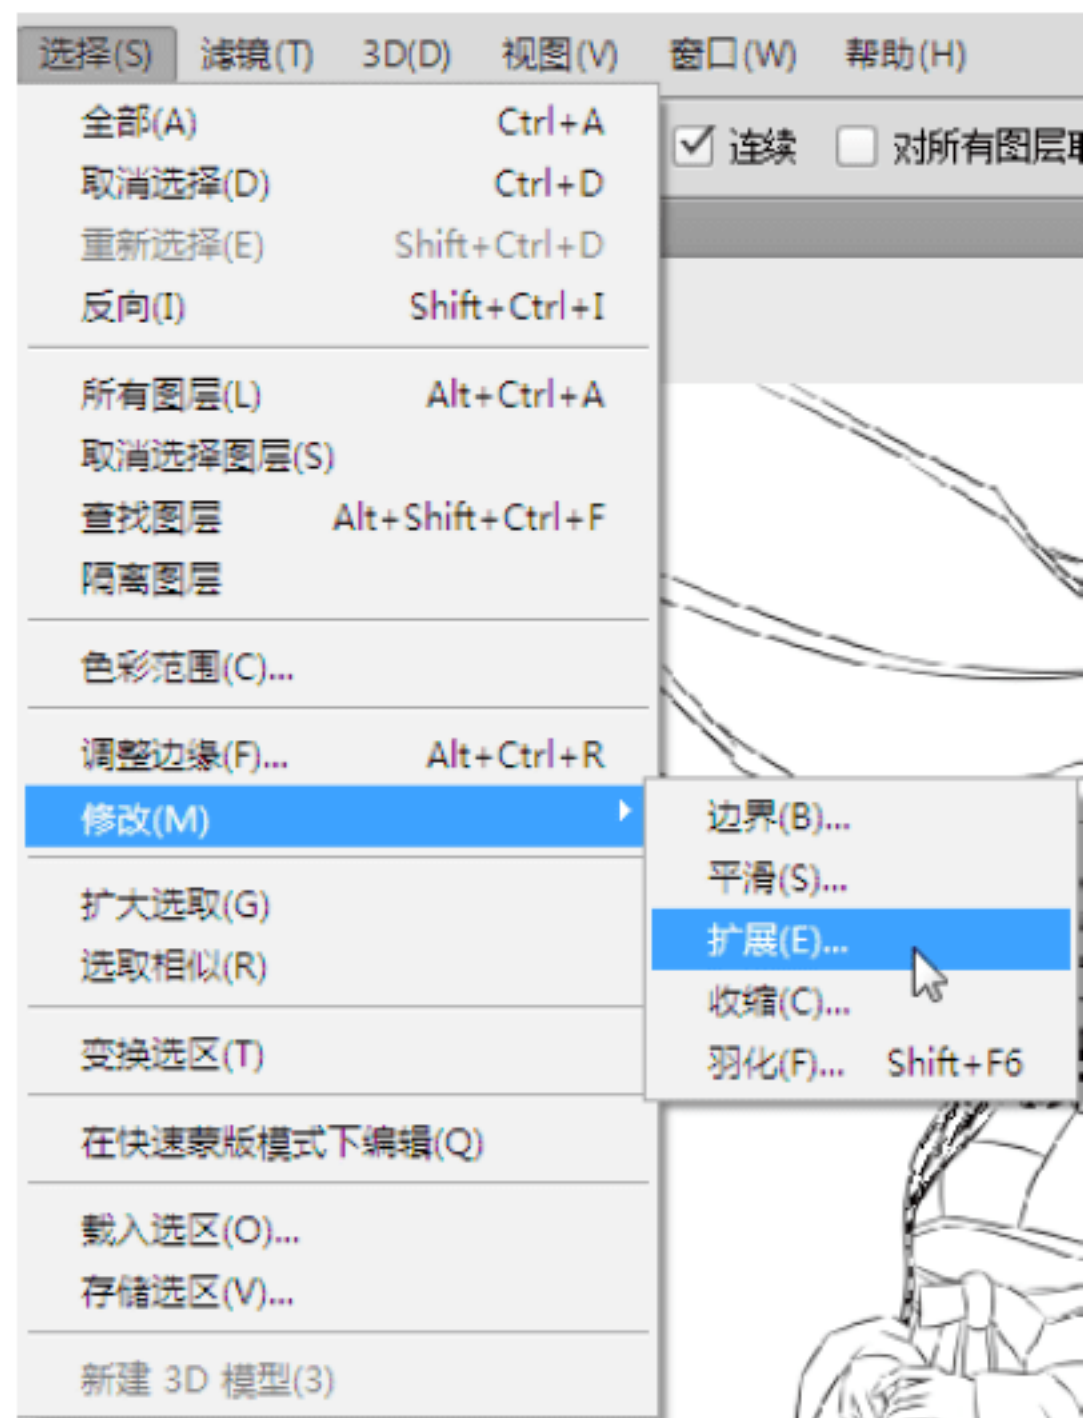 选择(S) 滤镜(T) 3D(D) 视图(V) 窗口(W) 帮助(H)
连续 对所有图层
全部(A) Ctrl+A
取消选择(D) Ctrl+D
重新选择(E) Shift+Ctrl+D
反向(I) Shift+Ctrl+I
所有图层(L) Alt+Ctrl+A
取消选择图层(S)
查找图层 Alt+Shift+Ctrl+F
隔离图层
色彩范围(C)...
调整边缘(F)... Alt+Ctrl+R
修改(M)
扩大选取(G)
选取相似(R)
变换选区(T)
在快速蒙版模式下编辑(Q)
载入选区(O)...
存储选区(V)...
新建 3D 模型(3)
边界(B)...
平滑(S)...
扩展(E)...
收缩(C)...
羽化(F)... Shift+F6